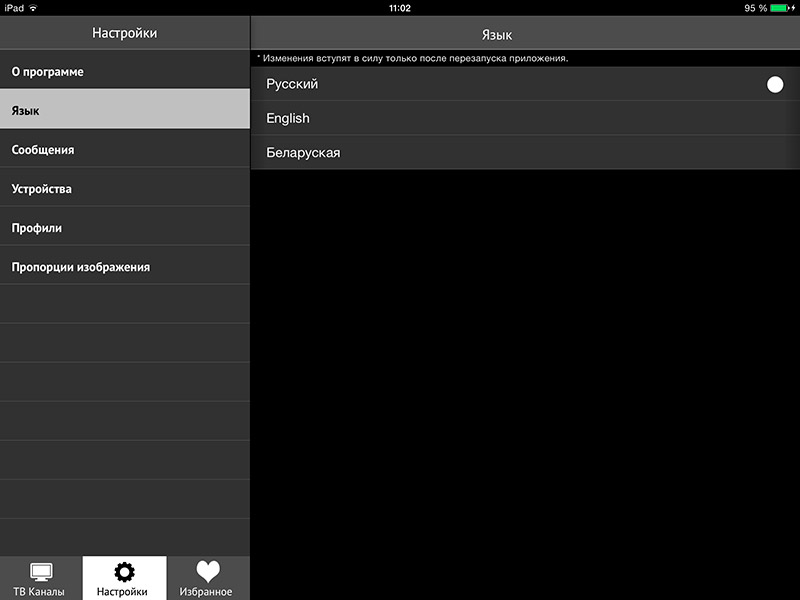 iPad 11:02 95 %
Настройки
О программе
Язык
Сообщения
Устройства
Профили
Пропорции изображения
ТВ Каналы Настройки Избранное
Язык
* Изменения вступят в силу только после перезапуска приложения.
Русский
English
Беларуская